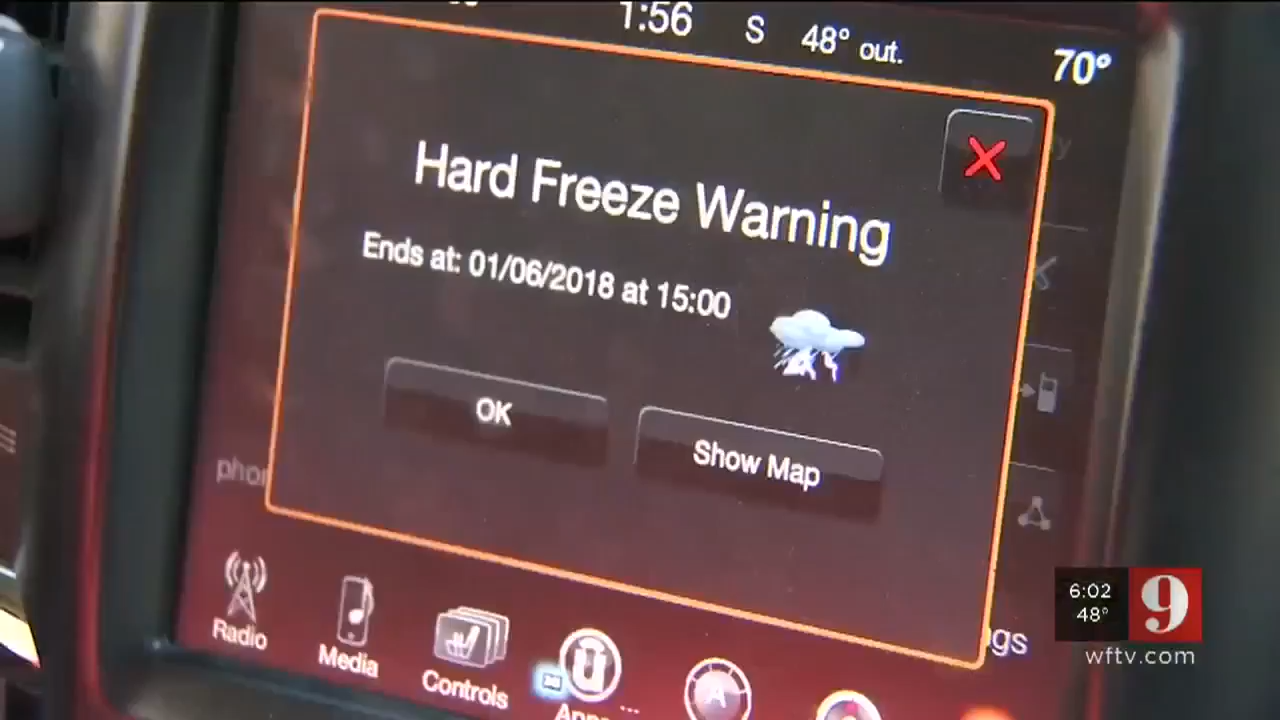 1:56 S 48° out. 70°
Hard Freeze Warning
Ends at: 01/06/2018 at 15:00
OK
Show Map
Radio
Media
Controls
A
6:02
48°
9
wftv.com